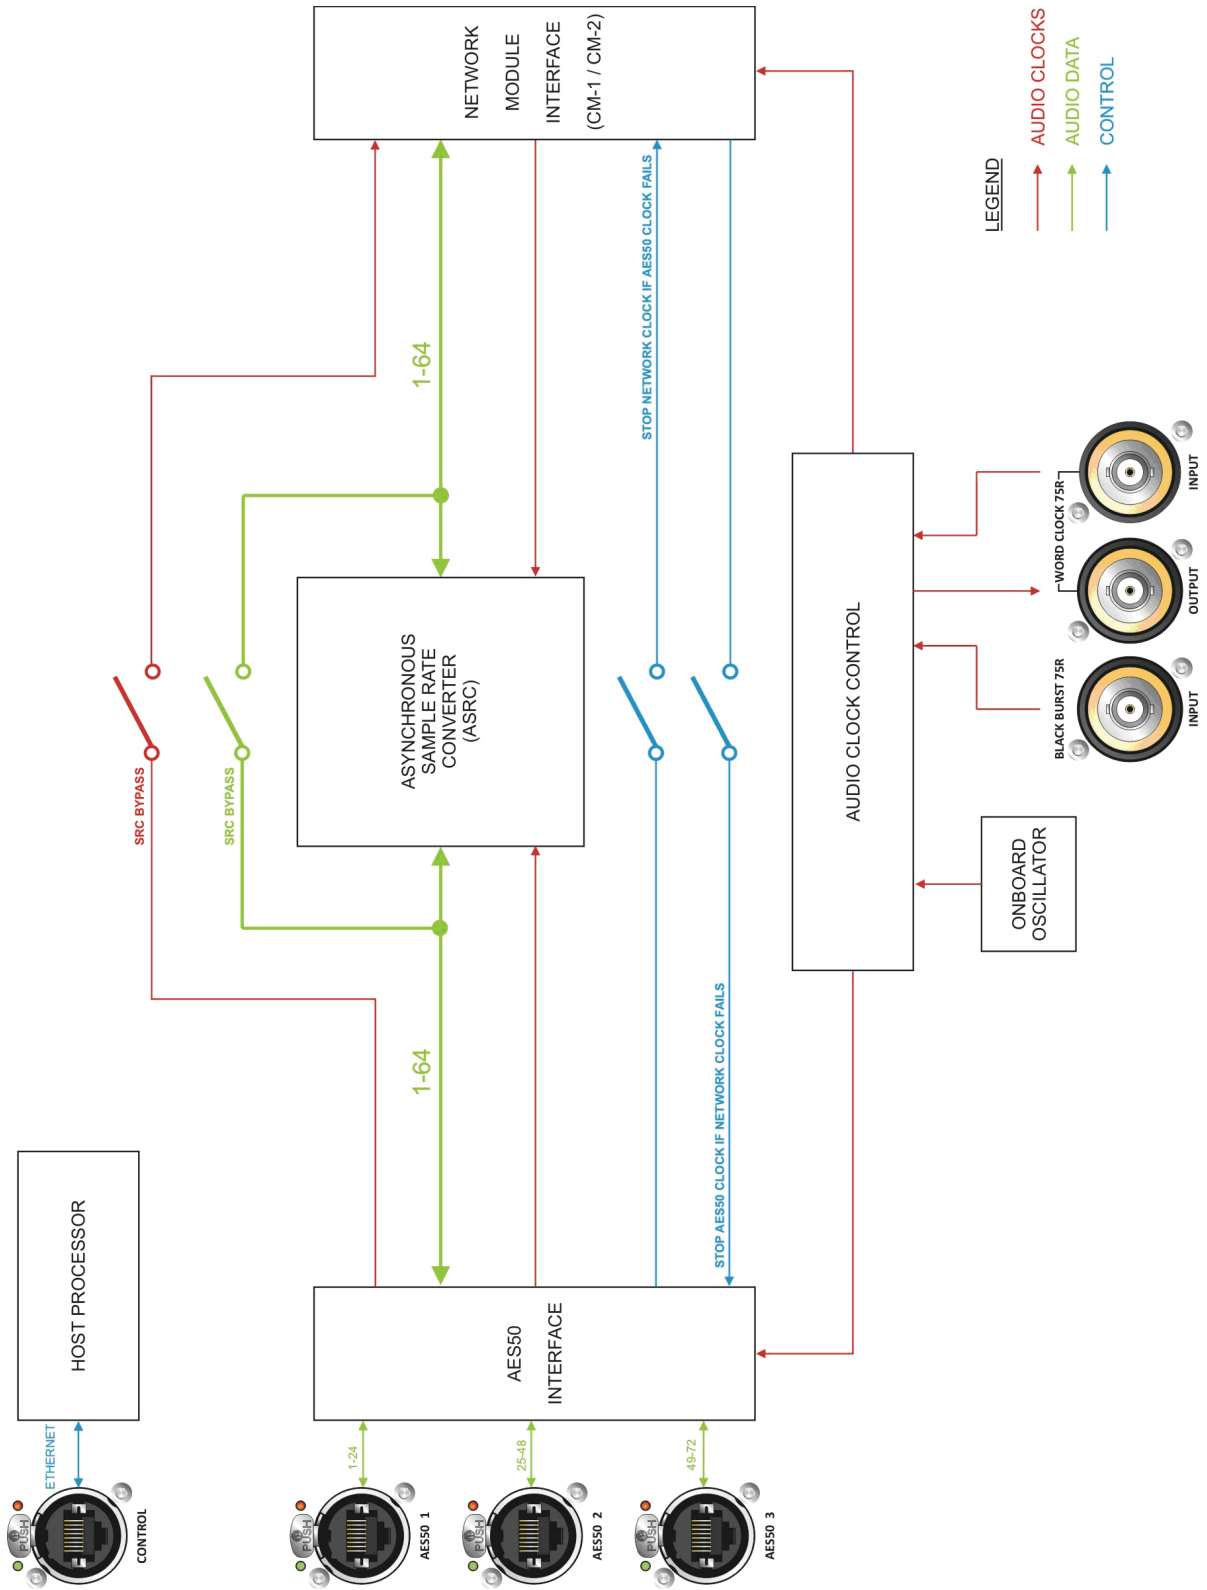 ETHERNET
HOST PROCESSOR
PUSH
CONTROL
SRC BYPASS
SRC BYPASS
1-24
PUSH
AES50 1
25-48
PUSH
AES50 2
49-72
PUSH
AES50 3
AES50
INTERFACE
1-64
ASYNCHRONOUS
SAMPLE RATE
CONVERTER
(ASRC)
1-64
NETWORK
MODULE
INTERFACE
(CM-1 / CM-2)
STOP NETWORK CLOCK IF AES50 CLOCK FAILS
STOP AES50 CLOCK IF NETWORK CLOCK FAILS
AUDIO CLOCK CONTROL
ONBOARD
OSCILLATOR
BLACK BURST 75R
INPUT
WORD CLOCK 75R
OUTPUT
INPUT
LEGEND
AUDIO CLOCKS
AUDIO DATA
CONTROL